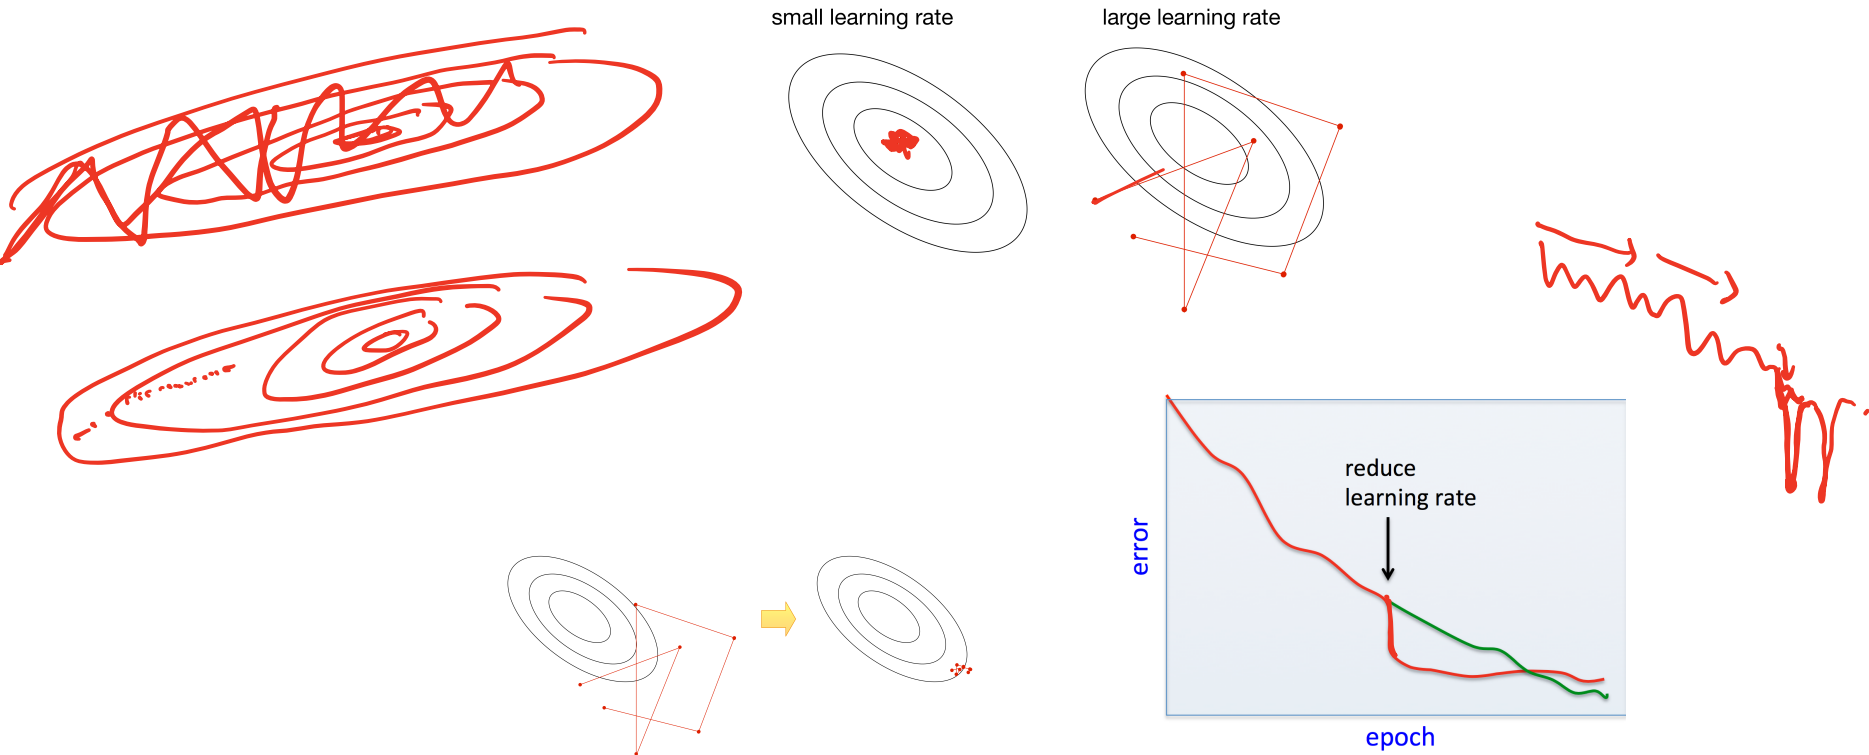 small learning rate
large learning rate
reduce
learning rate
error
epoch